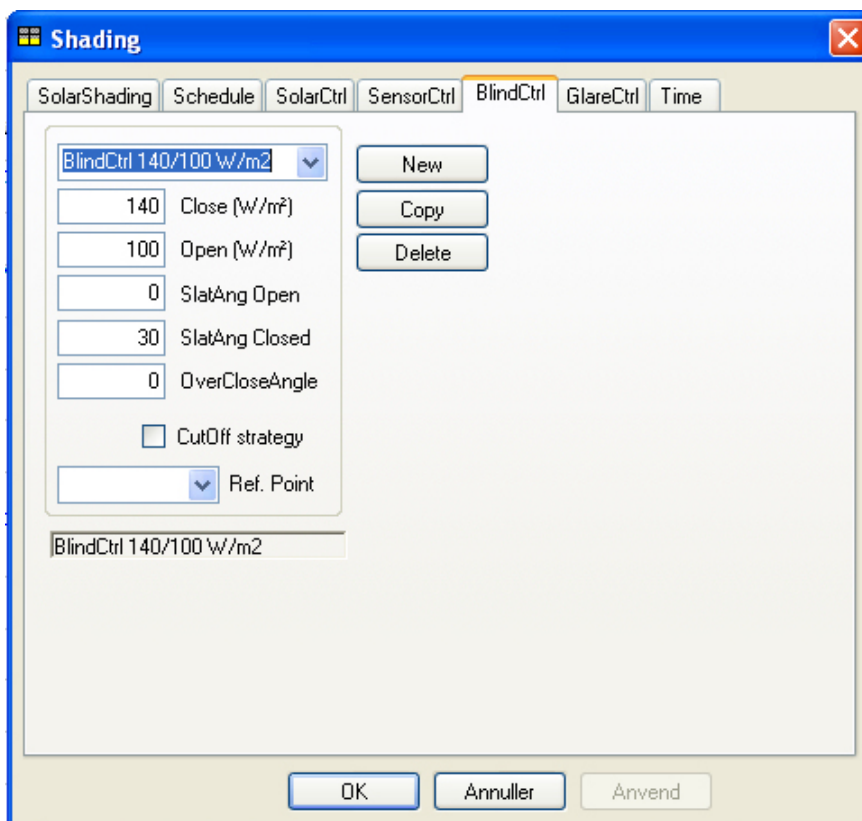 Shading
SolarShading Schedule SolarCtrl SensorCtrl BlindCtrl GlareCtrl Time
BlindCtrl 140/100 W/m2 New
140 Close (W/m²) Copy
100 Open (W/m²) Delete
0 SlatAng Open
30 SlatAng Closed
0 OverCloseAngle
CutOff strategy
Ref. Point
BlindCtrl 140/100 W/m2
OK Annuller Anvend